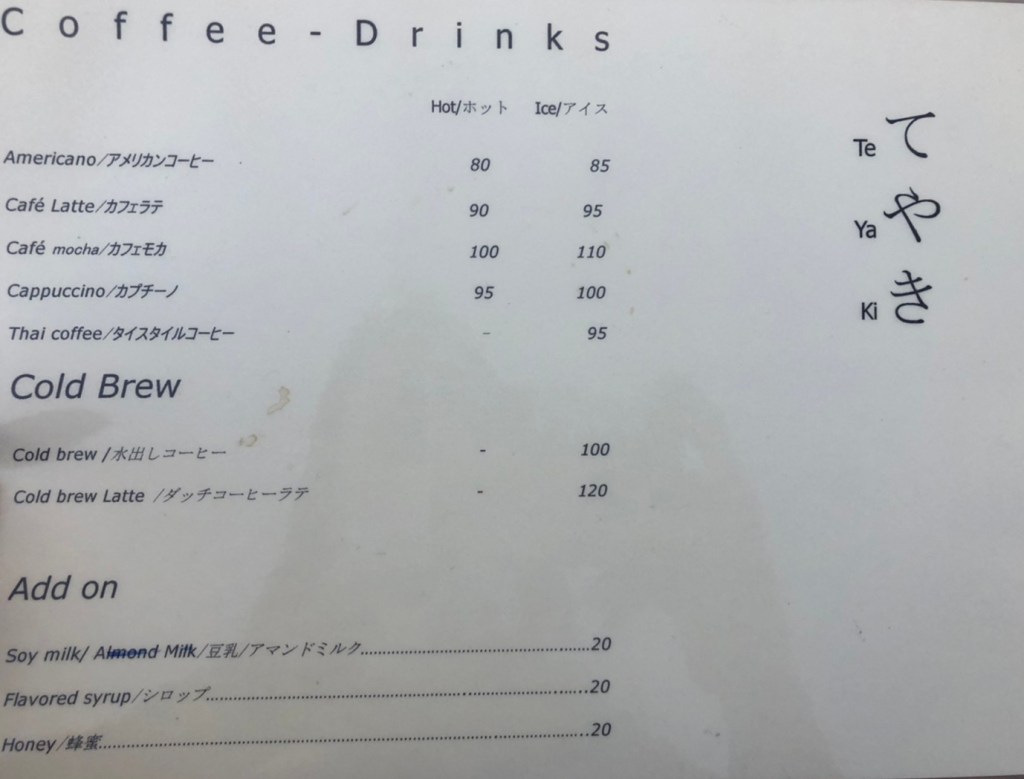 Coffee-Drinks
Hot/ホット Ice/アイス
Americano/アメリカンコーヒー 80 85
Café Latte/カフェラテ 90 95
Café mocha/カフェモカ 100 110
Cappuccino/カプチーノ 95 100
Thai coffee/タイスタイルコーヒー - 95
Cold Brew
Cold brew /水出しコーヒー - 100
Cold brew Latte /ダッチコーヒーラテ - 120
Add on
Soy milk/ Almond Milk/豆乳/アマンドミルク 20
Flavored syrup/シロップ 20
Honey/蜂蜜 20
Te て
Ya や
Ki き